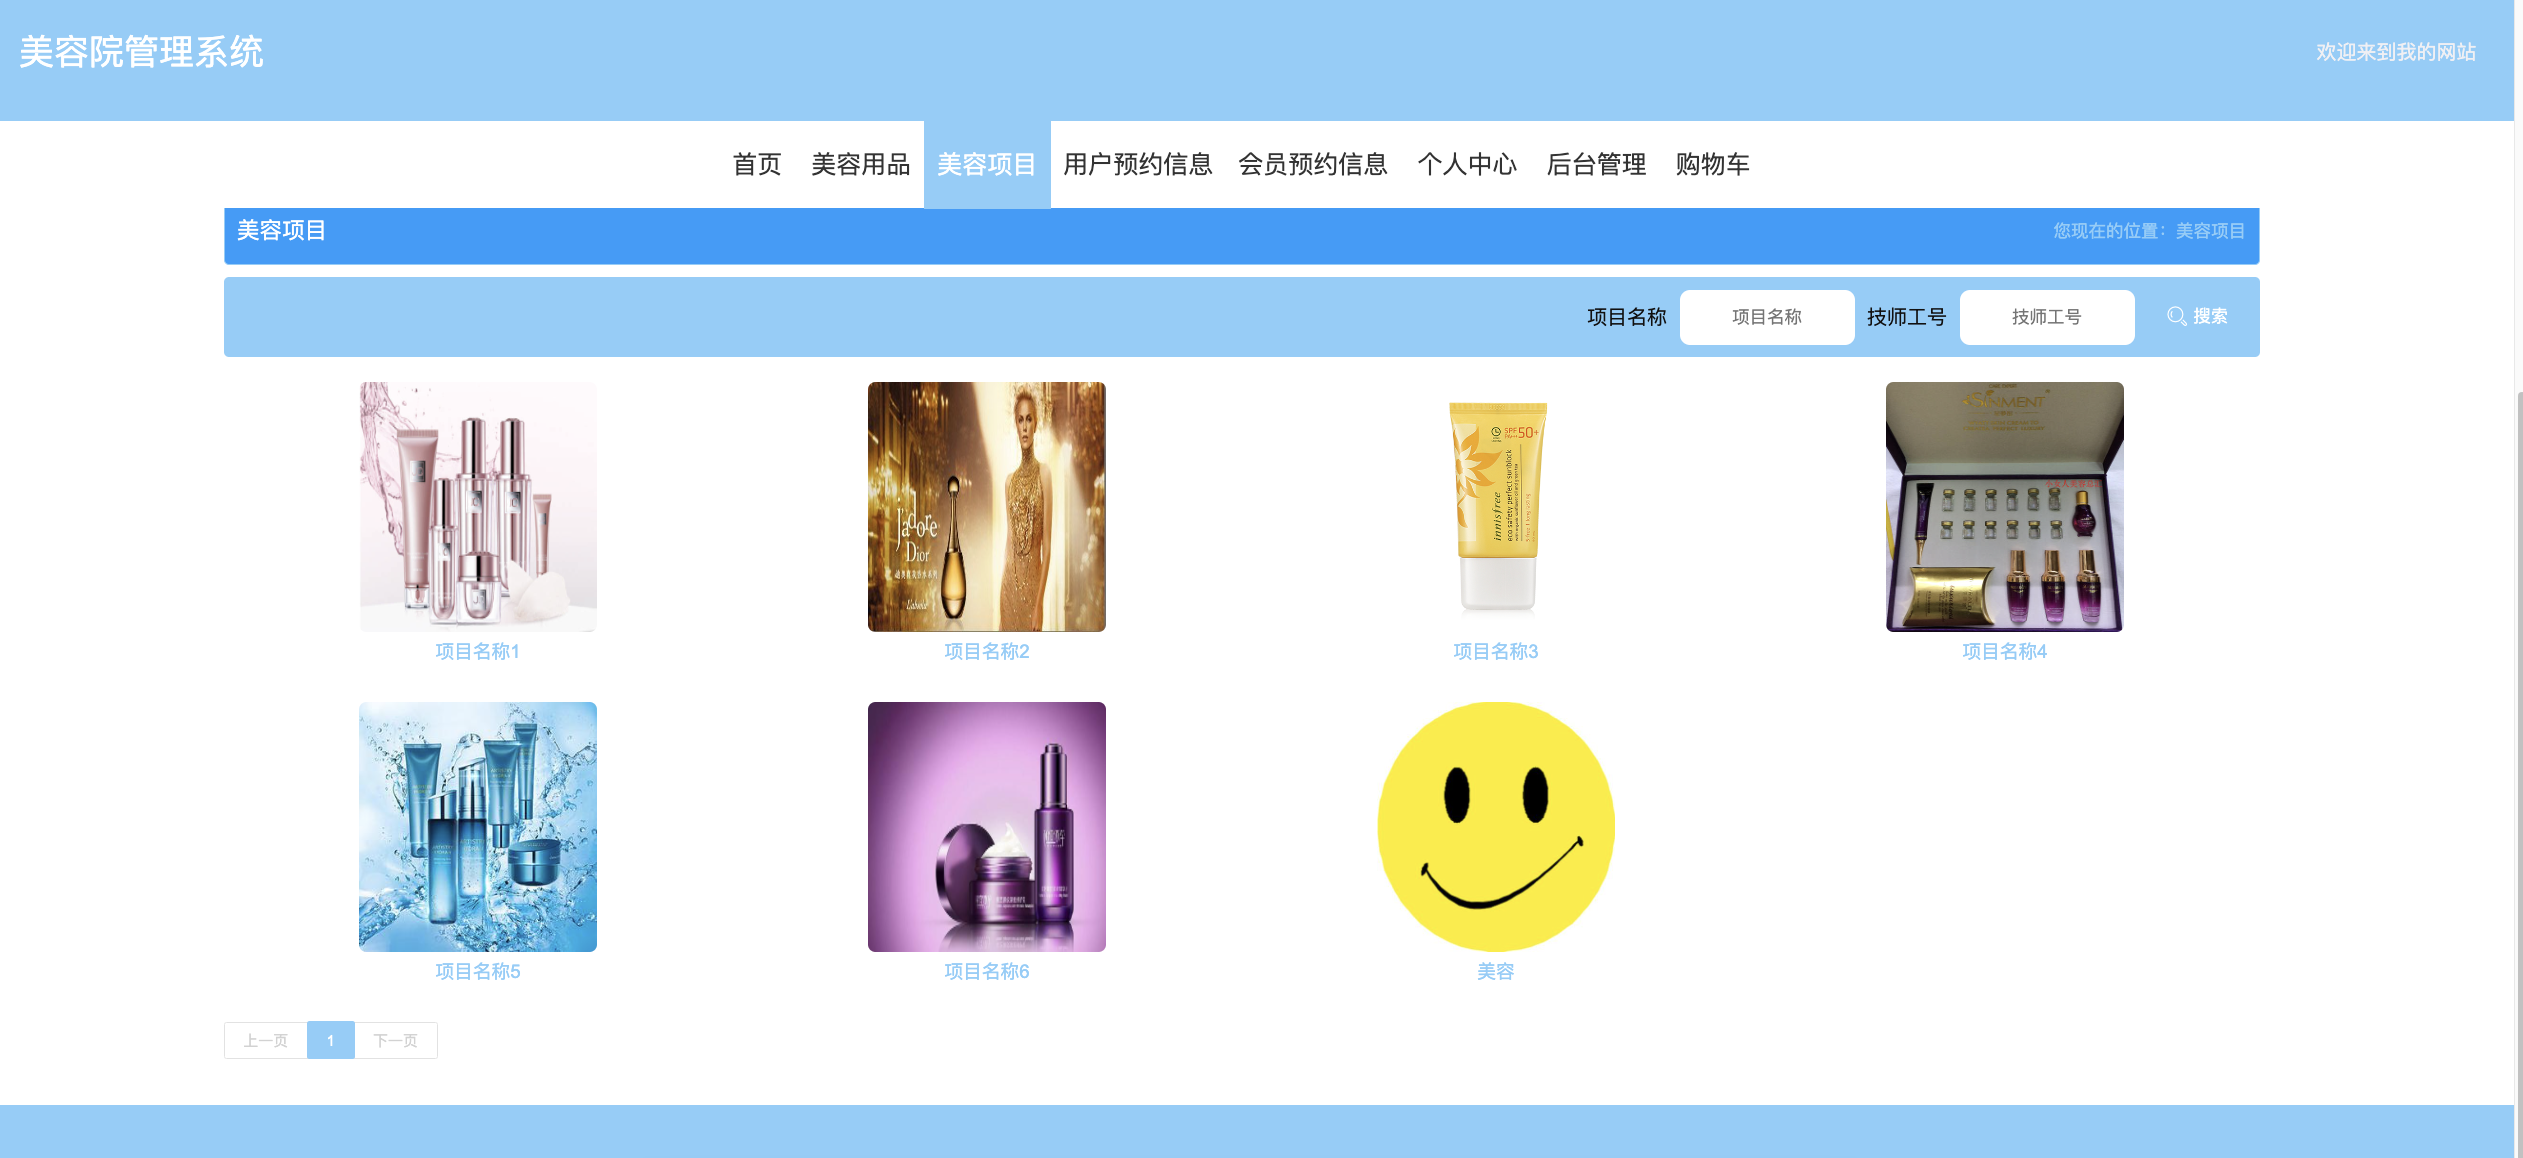 美容院管理系统
欢迎来到我的网站
首页 美容用品 美容项目 用户预约信息 会员预约信息 个人中心 后台管理 购物车
美容项目
您现在的位置：美容项目
项目名称 项目名称 技师工号 技师工号 搜索
j'adore
Dior
SPF 50+
innisfree
eco safety perfect sunblock
项目名称1
项目名称2
项目名称3
项目名称4
项目名称5
项目名称6
美容
上一页 1 下一页